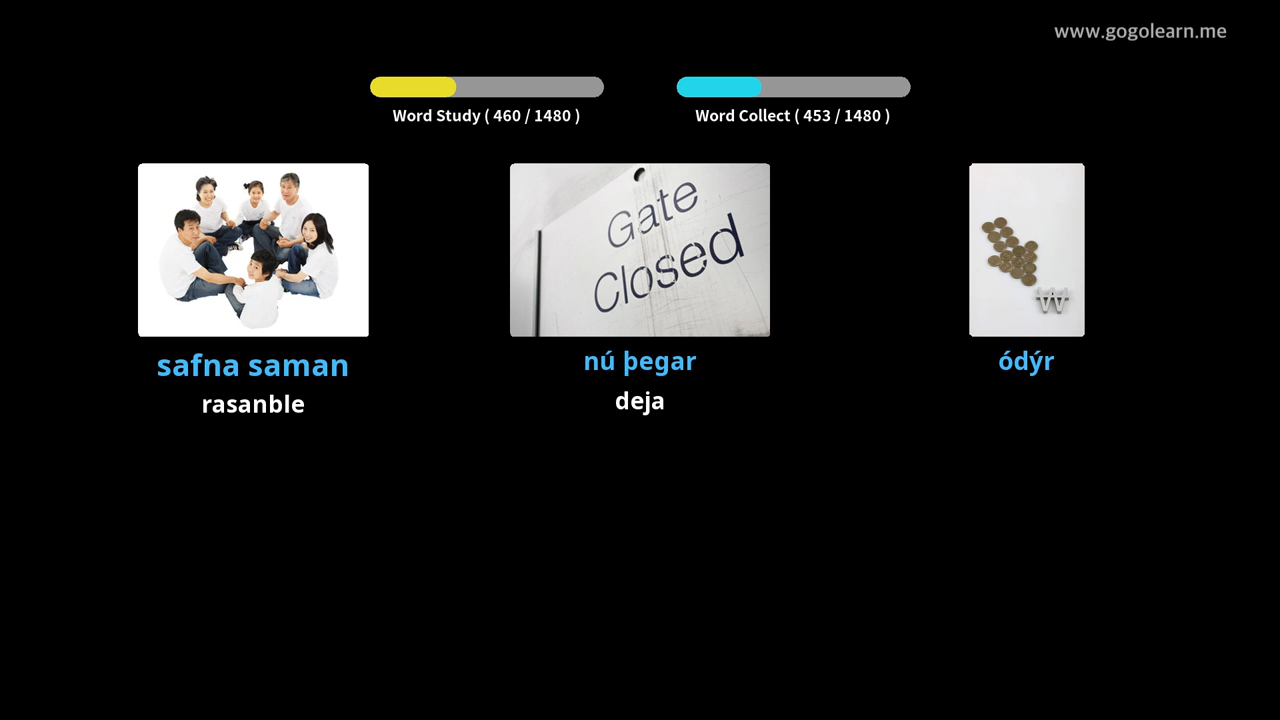 www.gogolearn.me
Word Study ( 460 / 1480 )
Word Collect ( 453 / 1480 )
Gate
Closed
₩
safna saman
rasanble
nú þegar
deja
ódýr